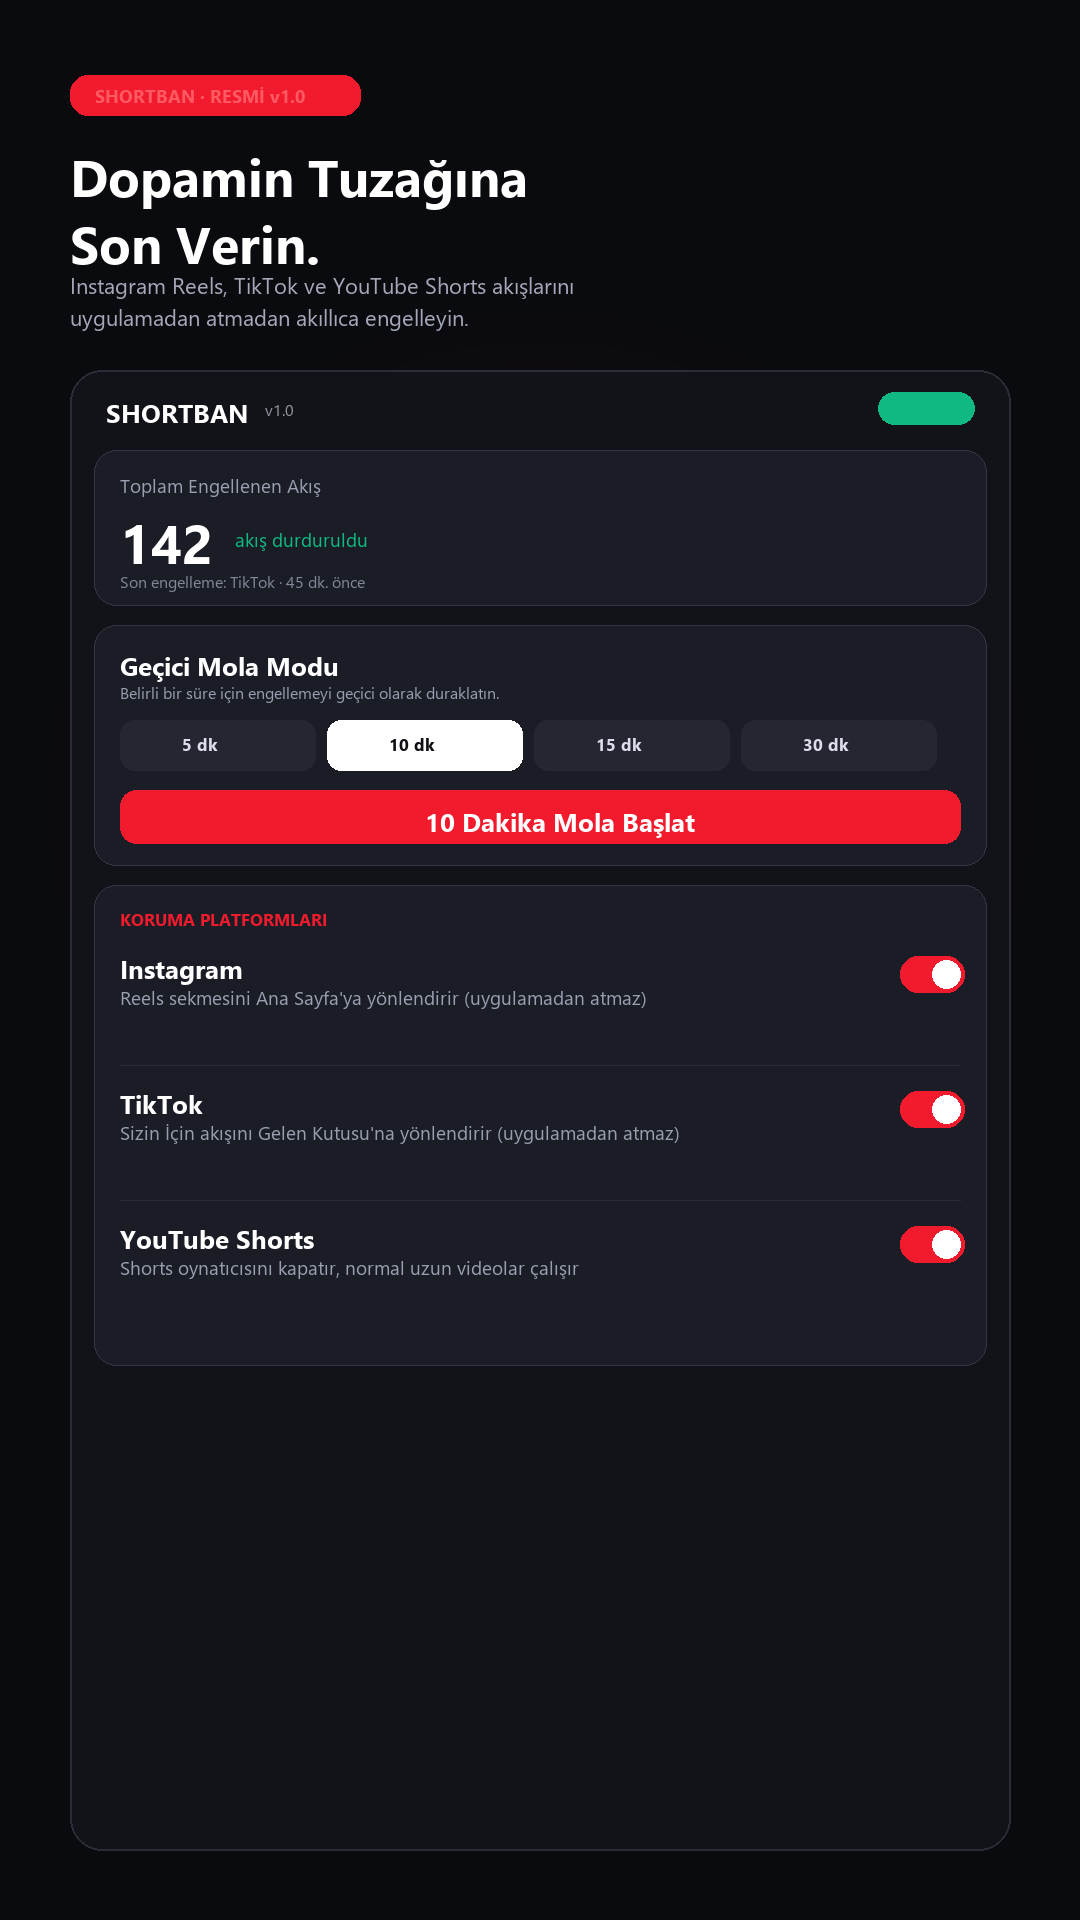 SHORTBAN · RESMİ v1.0
Dopamin Tuzağına
Son Verin.
Instagram Reels, TikTok ve YouTube Shorts akışlarını
uygulamadan atmadan akıllıca engelleyin.
SHORTBAN v1.0
Toplam Engellenen Akış
142 akış durduruldu
Son engelleme: TikTok · 45 dk. önce
Geçici Mola Modu
Belirli bir süre için engellemeyi geçici olarak duraklatın.
5 dk 10 dk 15 dk 30 dk
10 Dakika Mola Başlat
KORUMA PLATFORMLARI
Instagram
Reels sekmesini Ana Sayfa'ya yönlendirir (uygulamadan atmaz)
TikTok
Sizin İçin akışını Gelen Kutusu'na yönlendirir (uygulamadan atmaz)
YouTube Shorts
Shorts oynatıcısını kapatır, normal uzun videolar çalışır